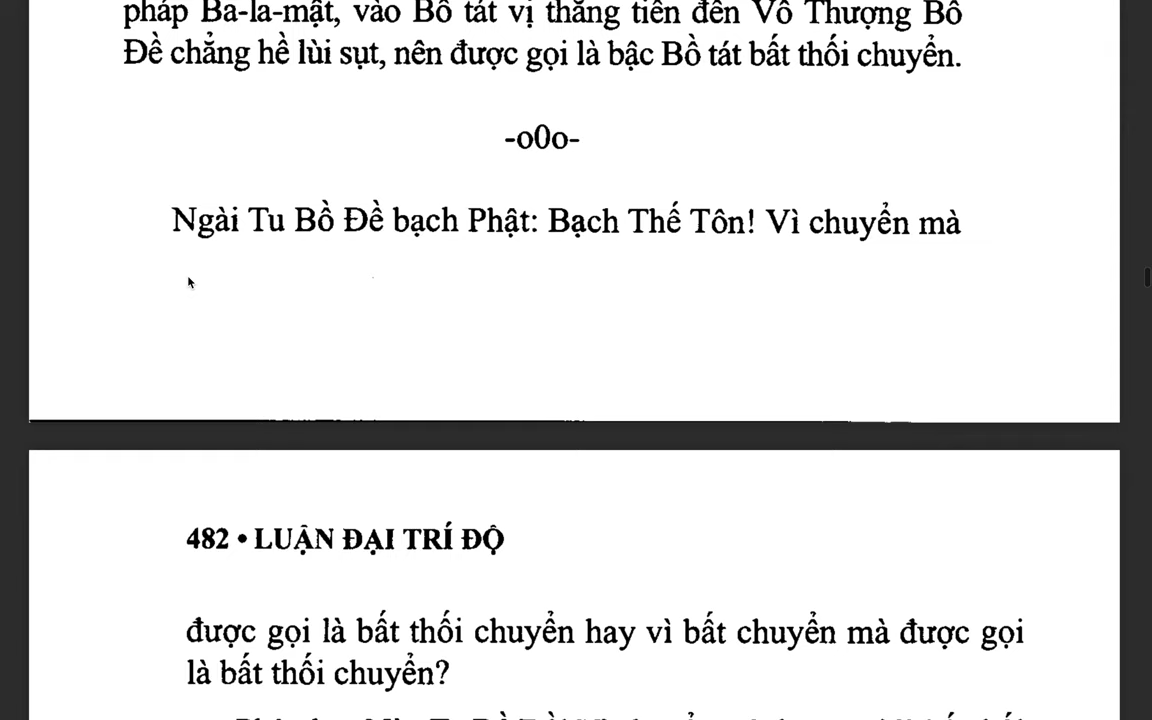 pháp Ba-la-mật, vào Bồ tát vị thăng tiến đến Vô Thượng Bồ
Đề chẳng hề lùi sụt, nên được gọi là bậc Bồ tát bất thối chuyển.
-o0o-
Ngài Tu Bồ Đề bạch Phật: Bạch Thế Tôn! Vì chuyển mà
482 • LUẬN ĐẠI TRÍ ĐỘ
được gọi là bất thối chuyển hay vì bất chuyển mà được gọi
là bất thối chuyển?